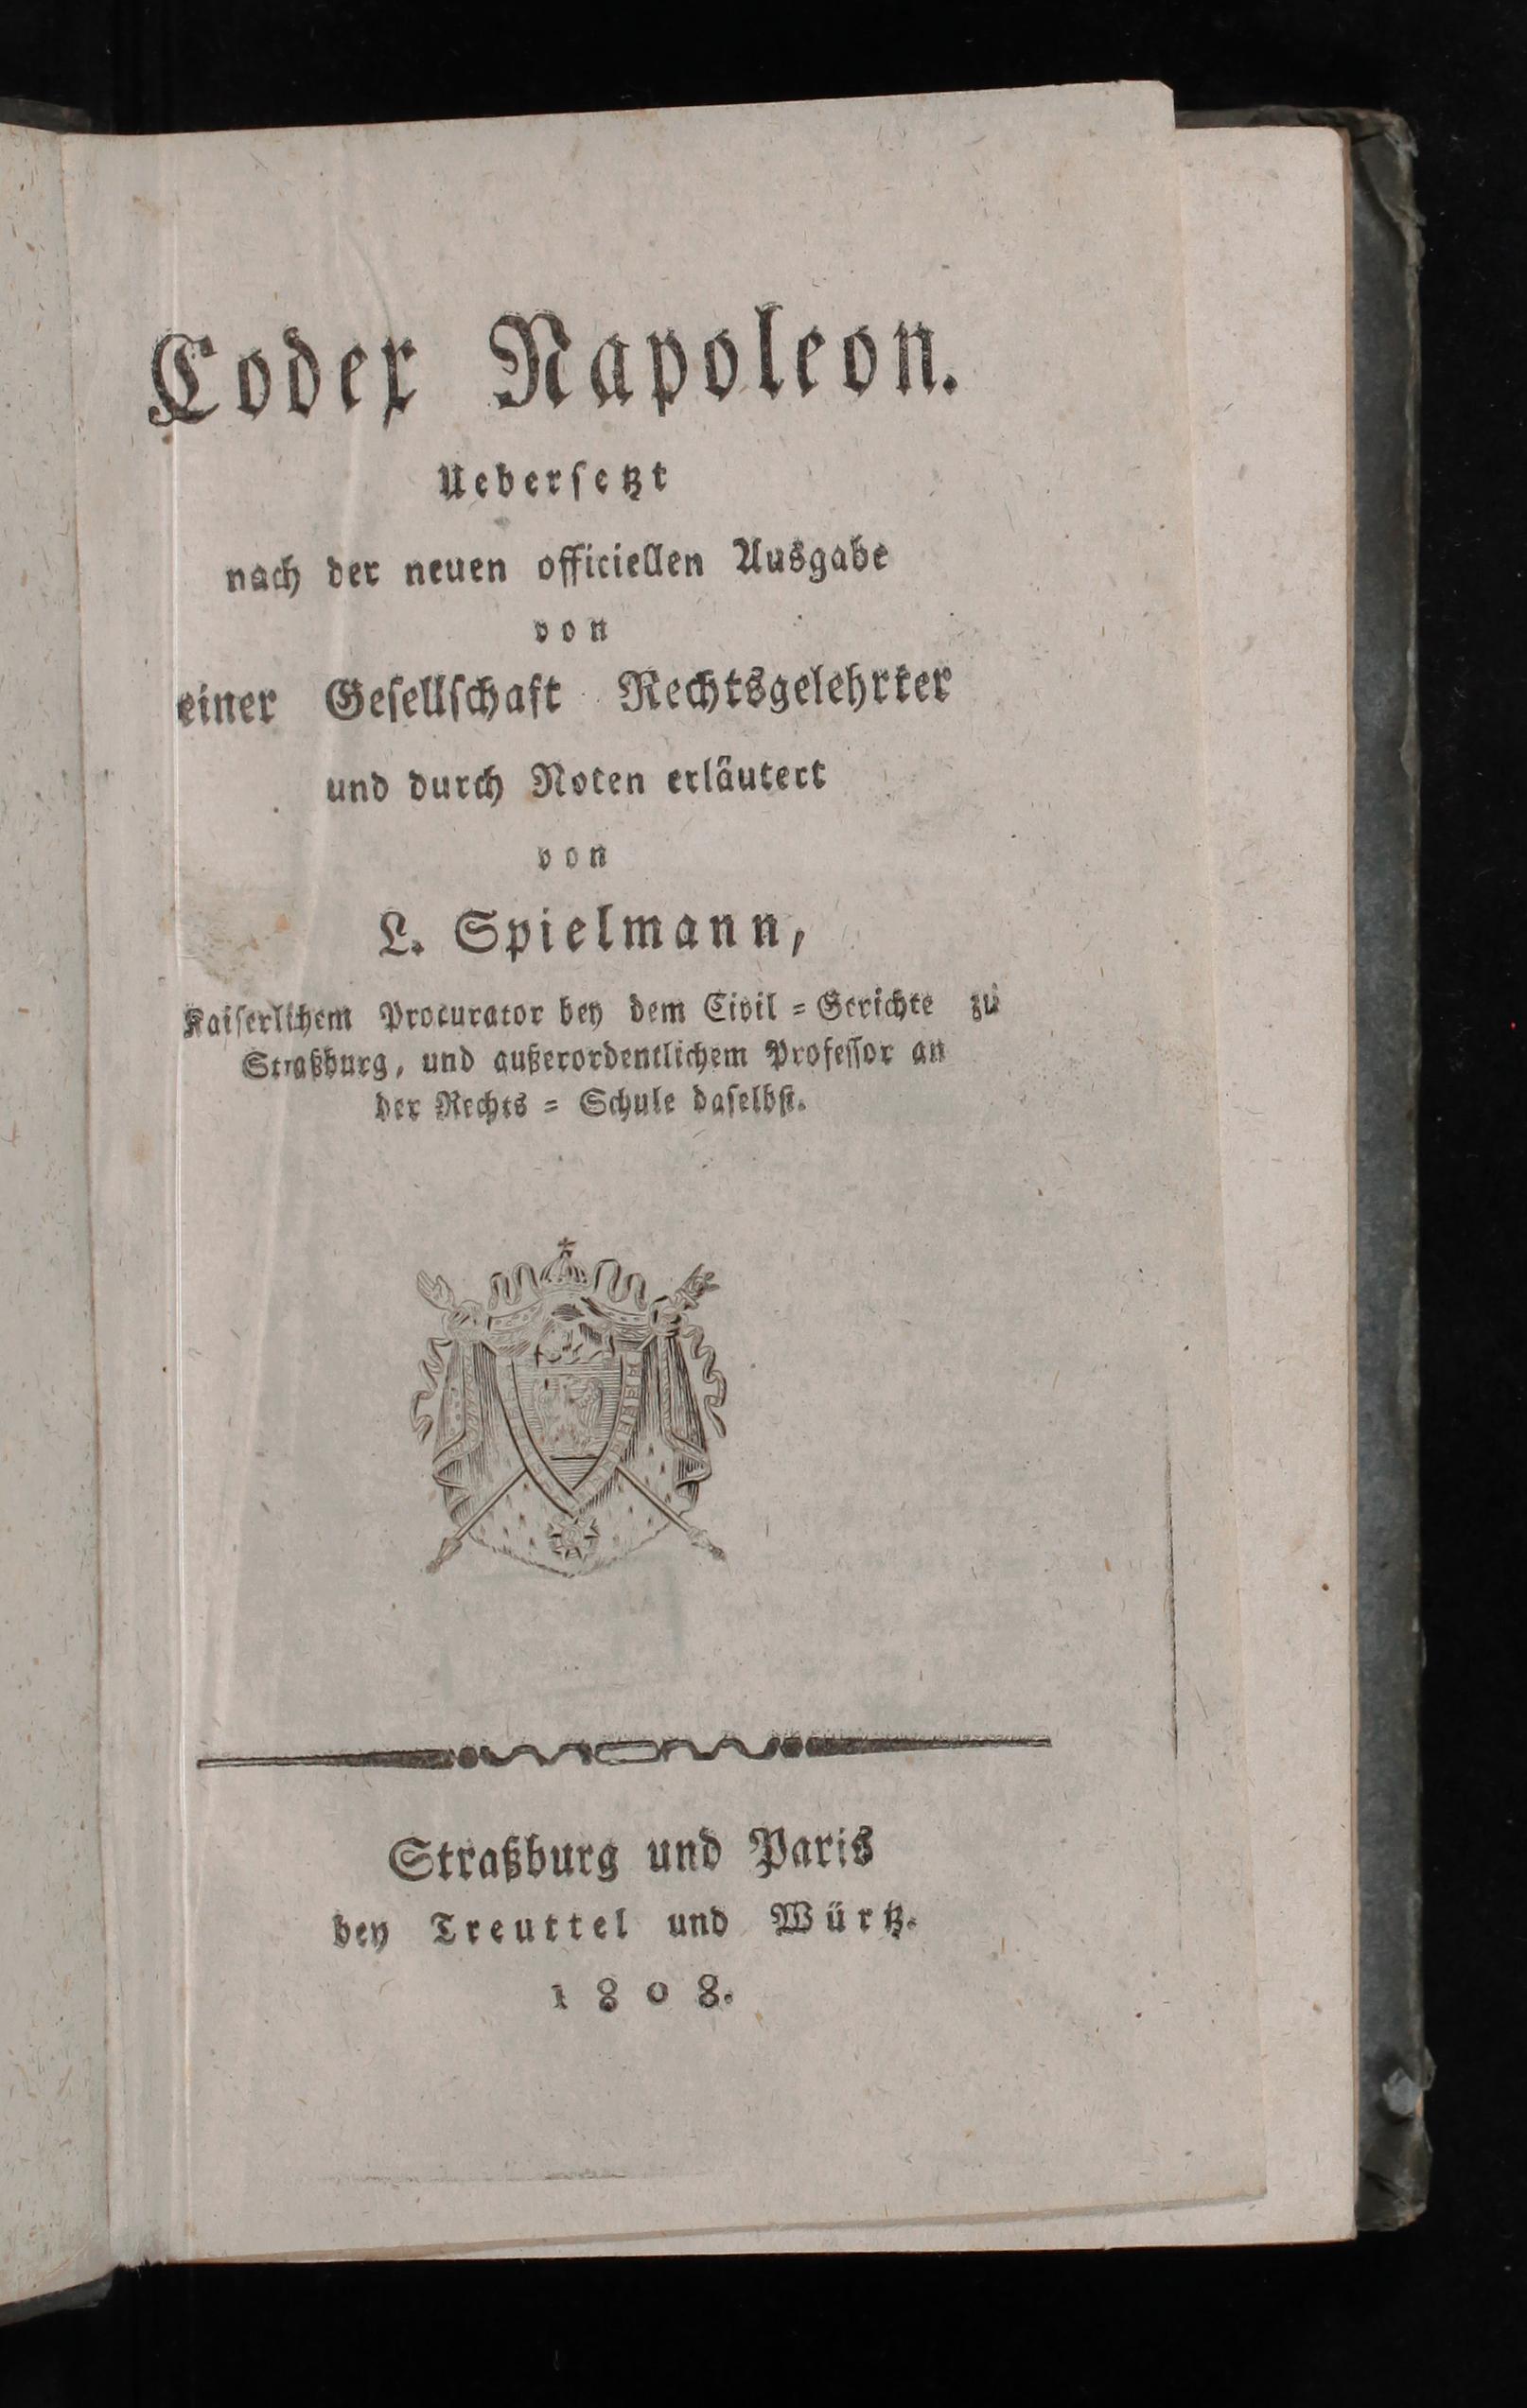 Codex Napoleon.
Uebersetzt
nach der neuen officiellen Ausgabe
von
einer Gesellschaft Rechtsgelehrter
und durch Noten erläutert
von
L. Spielmann,
Kaiserlichem Procurator bey dem Civil=Gerichte zu
Straßburg, und außerordentlichem Professor an
der Rechts=Schule daselbst.
Straßburg und Paris
bey Treuttel und Würtz.
1808.